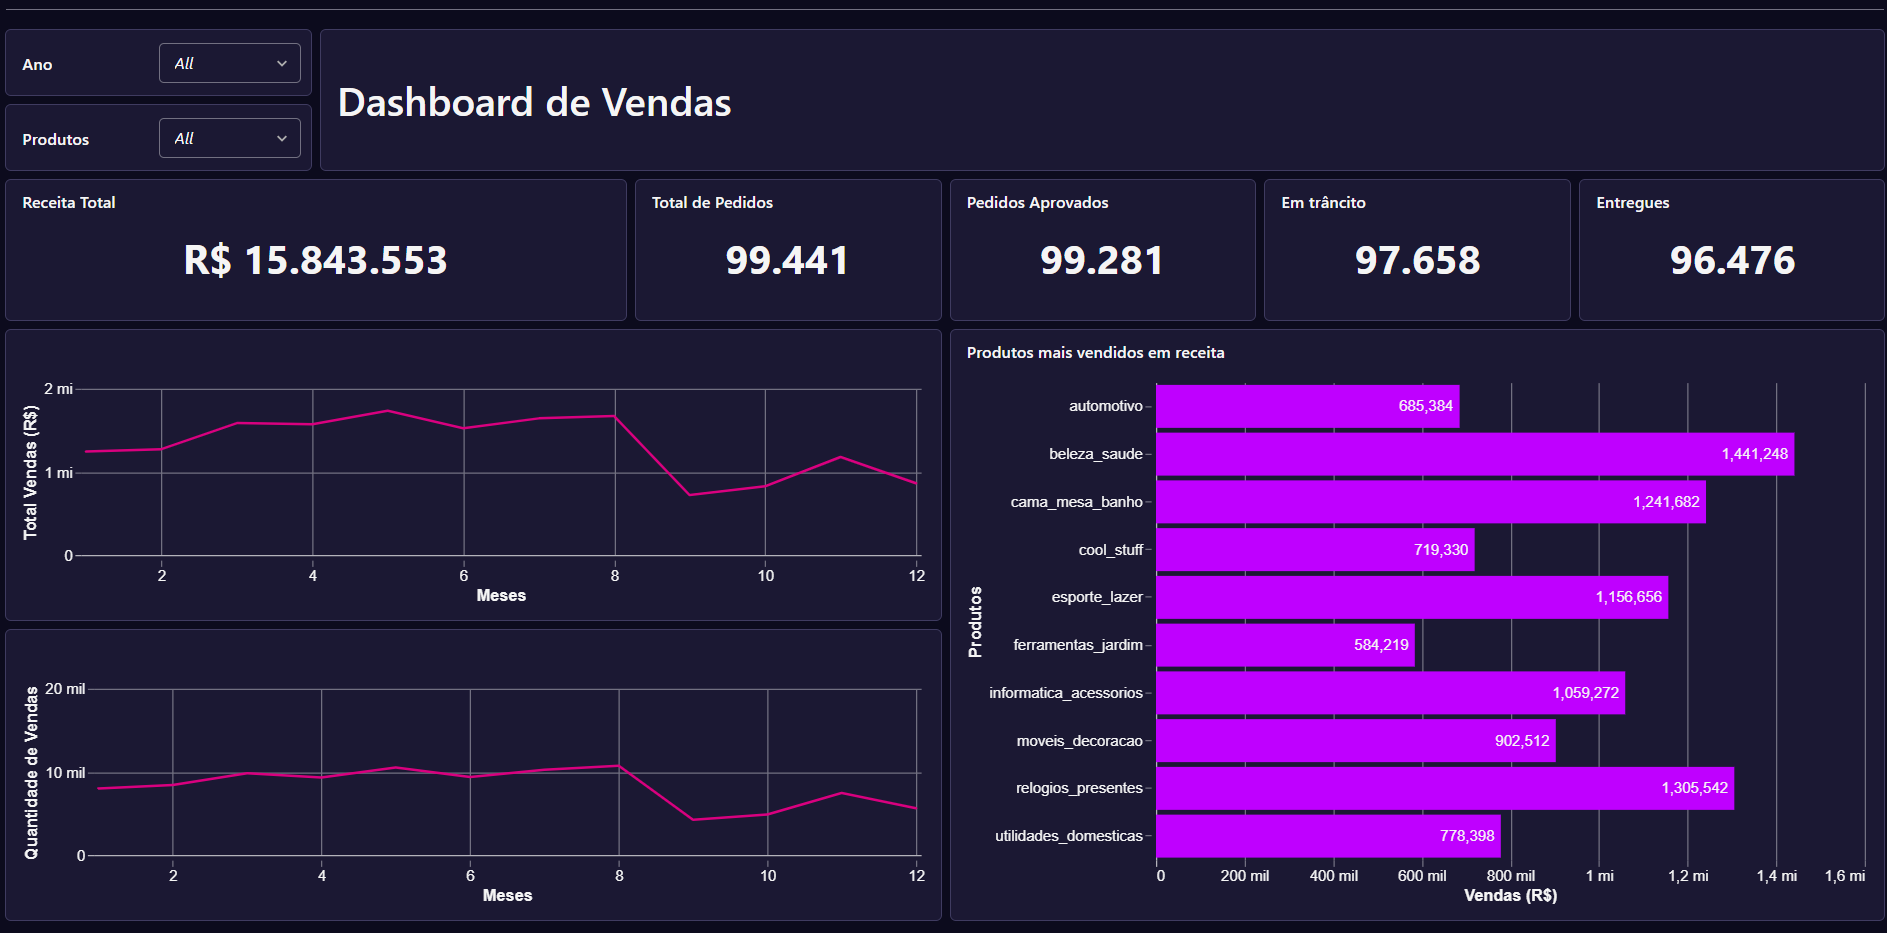 Ano
All
Produtos
All
Dashboard de Vendas
Receita Total
R$ 15.843.553
Total de Pedidos
99.441
Pedidos Aprovados
99.281
Em trâncito
97.658
Entregues
96.476
Total Vendas (R$)
2 mi
1 mi
0
2 4 6 8 10 12
Meses
Quantidade de Vendas
20 mil
10 mil
0
2 4 6 8 10 12
Meses
Produtos mais vendidos em receita
Produtos
automotivo 685,384
beleza_saude 1,441,248
cama_mesa_banho 1,241,682
cool_stuff 719,330
esporte_lazer 1,156,656
ferramentas_jardim 584,219
informatica_acessorios 1,059,272
moveis_decoracao 902,512
relogios_presentes 1,305,542
utilidades_domesticas 778,398
0 200 mil 400 mil 600 mil 800 mil 1 mi 1,2 mi 1,4 mi 1,6 mi
Vendas (R$)